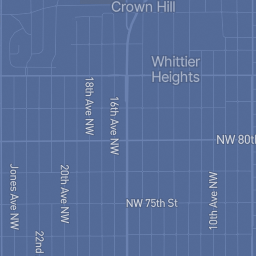 Crown Hill
Whittier
Heights
18th Ave NW
16th Ave NW
NW 80th
Jones Ave NW
20th Ave NW
10th Ave NW
NW 75th St
22nd